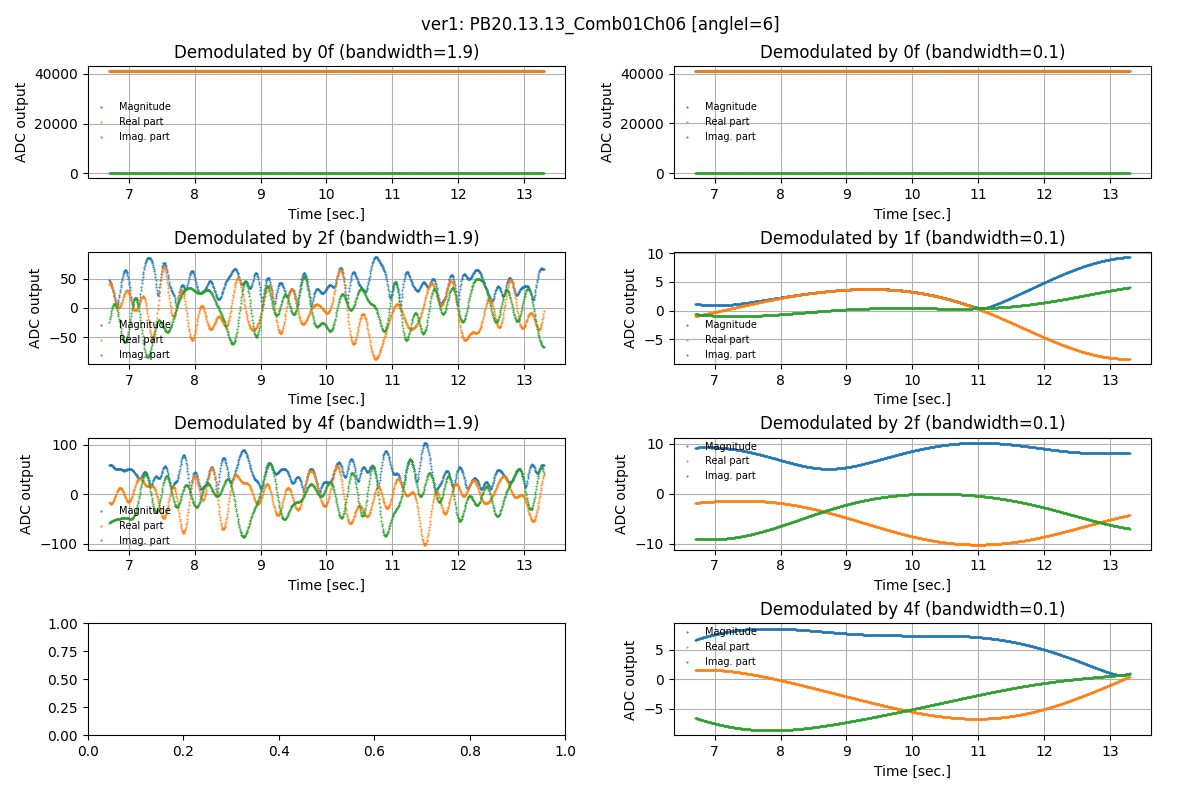 ver1: PB20.13.13_Comb01Ch06 [angleI=6]
Demodulated by 0f (bandwidth=1.9)
ADC output
40000
20000
0
Magnitude
Real part
Imag. part
7 8 9 10 11 12 13
Time [sec.]
Demodulated by 0f (bandwidth=0.1)
ADC output
40000
20000
0
Magnitude
Real part
Imag. part
7 8 9 10 11 12 13
Time [sec.]
Demodulated by 2f (bandwidth=1.9)
ADC output
50
0
−50
Magnitude
Real part
Imag. part
7 8 9 10 11 12 13
Time [sec.]
Demodulated by 1f (bandwidth=0.1)
ADC output
10
5
0
−5
Magnitude
Real part
Imag. part
7 8 9 10 11 12 13
Time [sec.]
Demodulated by 4f (bandwidth=1.9)
ADC output
100
0
−100
Magnitude
Real part
Imag. part
7 8 9 10 11 12 13
Time [sec.]
Demodulated by 2f (bandwidth=0.1)
ADC output
10
0
−10
Magnitude
Real part
Imag. part
7 8 9 10 11 12 13
Time [sec.]
1.00
0.75
0.50
0.25
0.00
0.0 0.2 0.4 0.6 0.8 1.0
Demodulated by 4f (bandwidth=0.1)
ADC output
5
0
−5
Magnitude
Real part
Imag. part
7 8 9 10 11 12 13
Time [sec.]